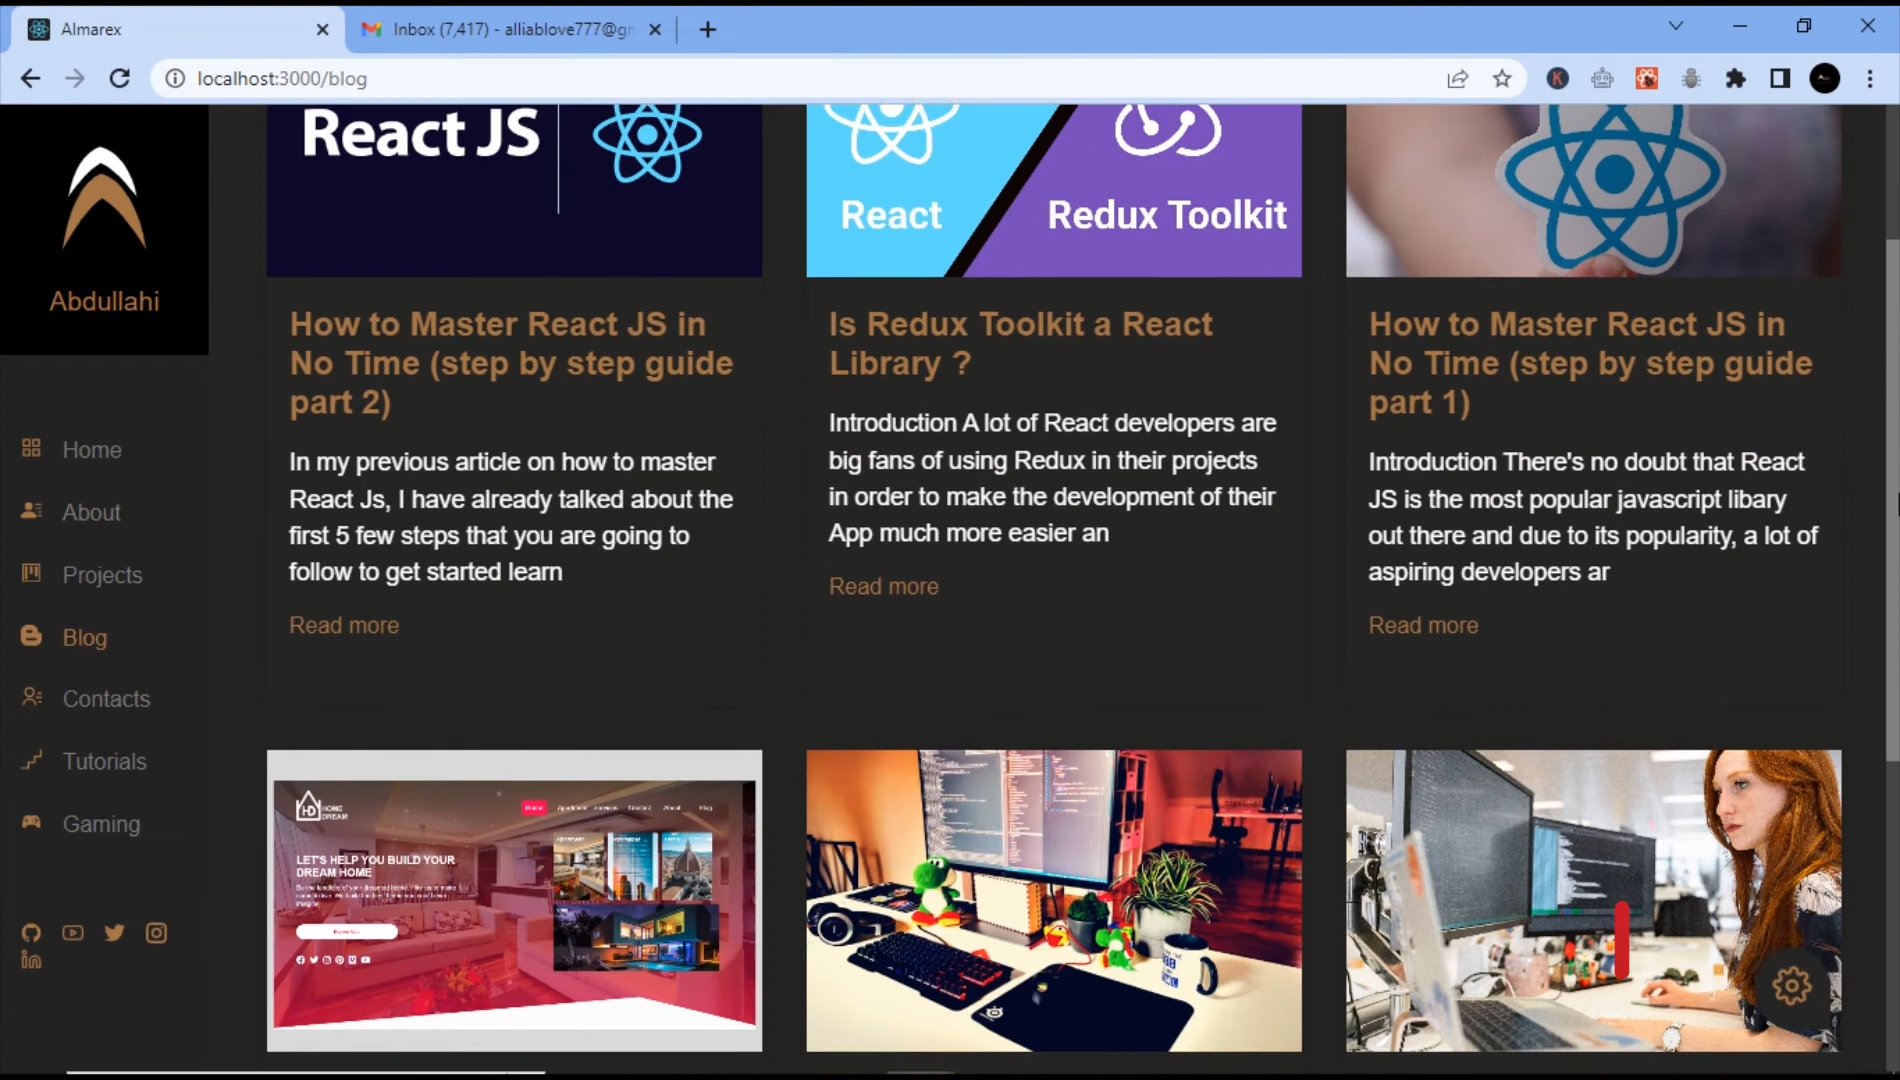 Almarex
Inbox (7,417) - alliablove777@gm
localhost:3000/blog
K
Abdullahi
Home
About
Projects
Blog
Contacts
Tutorials
Gaming
React JS
React
Redux Toolkit
How to Master React JS in
No Time (step by step guide
part 2)
In my previous article on how to master
React Js, I have already talked about the
first 5 few steps that you are going to
follow to get started learn
Read more
Is Redux Toolkit a React
Library ?
Introduction A lot of React developers are
big fans of using Redux in their projects
in order to make the development of their
App much more easier an
Read more
How to Master React JS in
No Time (step by step guide
part 1)
Introduction There's no doubt that React
JS is the most popular javascript libary
out there and due to its popularity, a lot of
aspiring developers ar
Read more
HD
HOME
DREAM
Home
Services
Contact
About
Blog
LET'S HELP YOU BUILD YOUR
DREAM HOME